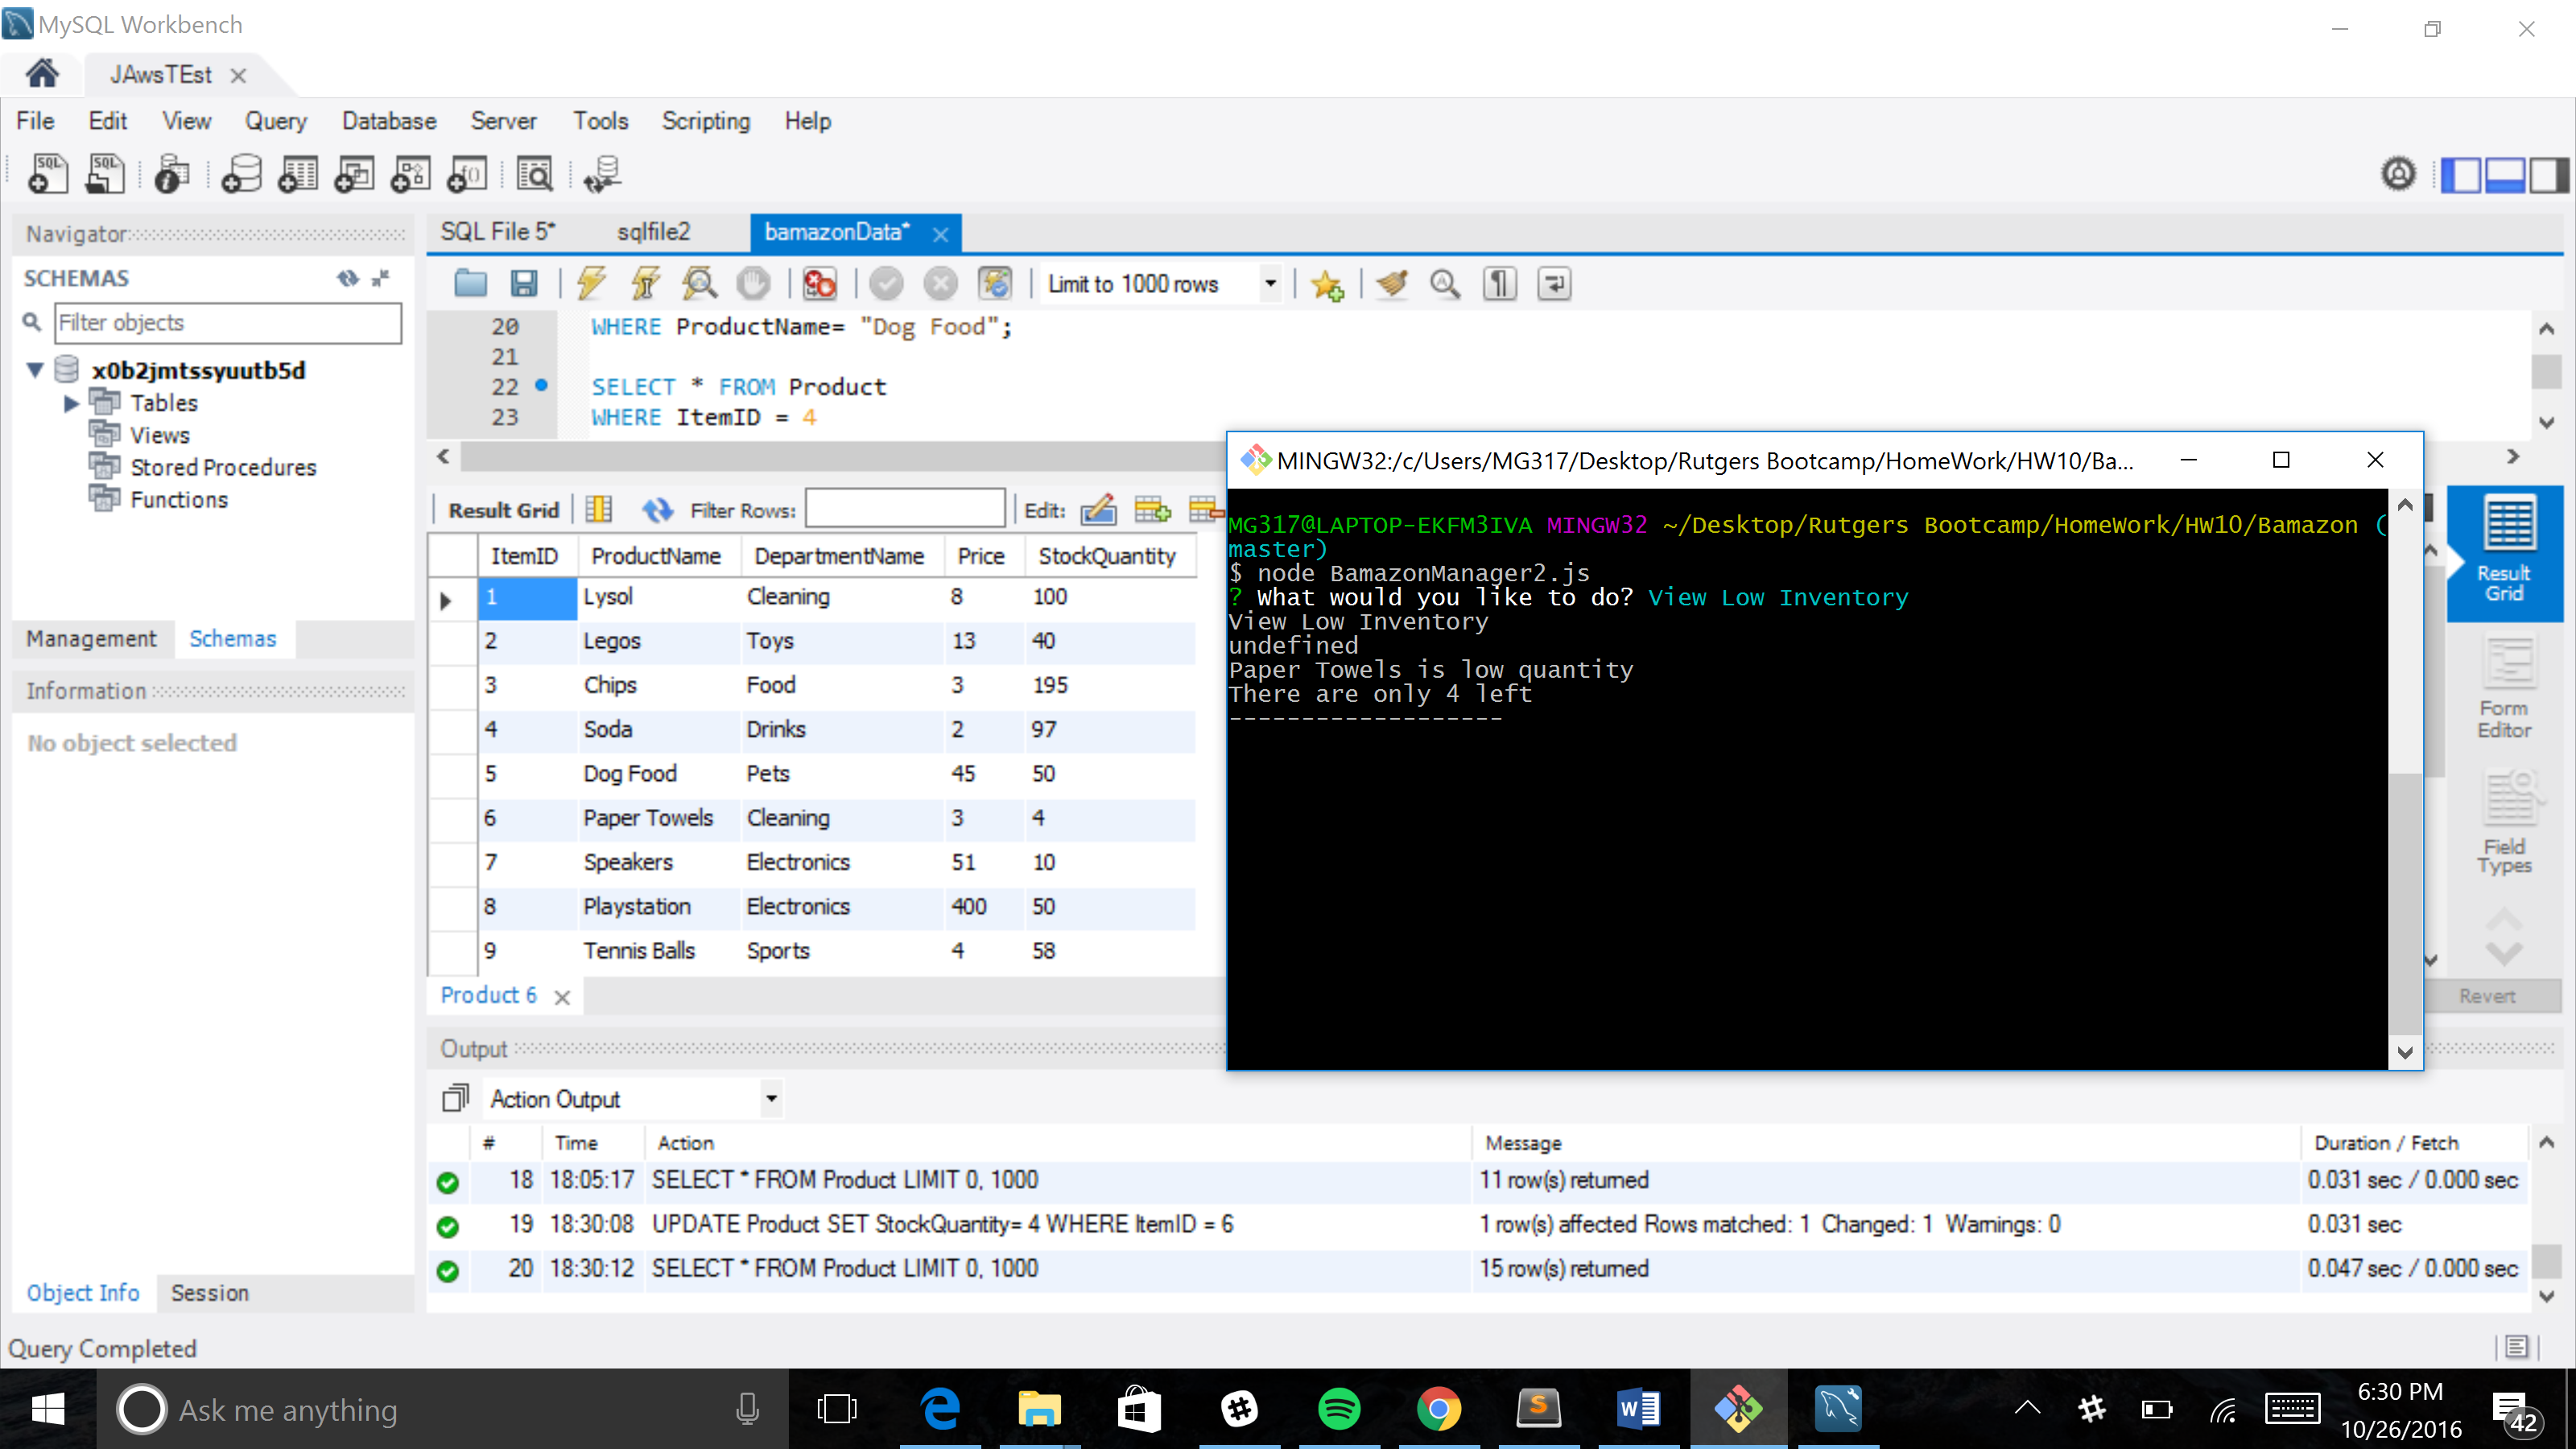 MySQL Workbench
JAwsTEst
File Edit View Query Database Server Tools Scripting Help
Navigator
SCHEMAS
Filter objects
x0b2jmtssyuutb5d
Tables
Views
Stored Procedures
Functions
Management Schemas
Information
No object selected
Object Info Session
Query Completed
SQL File 5* sqlfile2 bamazonData*
Limit to 1000 rows
20 WHERE ProductName= "Dog Food";
21
22 SELECT * FROM Product
23 WHERE ItemID = 4
Result Grid Filter Rows: Edit:
ItemID ProductName DepartmentName Price StockQuantity
1 Lysol Cleaning 8 100
2 Legos Toys 13 40
3 Chips Food 3 195
4 Soda Drinks 2 97
5 Dog Food Pets 45 50
6 Paper Towels Cleaning 3 4
7 Speakers Electronics 51 10
8 Playstation Electronics 400 50
9 Tennis Balls Sports 4 58
Product 6
MINGW32:/c/Users/MG317/Desktop/Rutgers Bootcamp/HomeWork/HW10/Ba...
MG317@LAPTOP-EKFM3IVA MINGW32 ~/Desktop/Rutgers Bootcamp/HomeWork/HW10/Bamazon (
master)
$ node BamazonManager2.js
? What would you like to do? View Low Inventory
View Low Inventory
undefined
Paper Towels is low quantity
There are only 4 left
-------------------
Result
Grid
Form
Editor
Field
Types
Revert
Output
Action Output
# Time Action Message Duration / Fetch
18 18:05:17 SELECT * FROM Product LIMIT 0, 1000 11 row(s) returned 0.031 sec / 0.000 sec
19 18:30:08 UPDATE Product SET StockQuantity= 4 WHERE ItemID = 6 1 row(s) affected Rows matched: 1 Changed: 1 Warnings: 0 0.031 sec
20 18:30:12 SELECT * FROM Product LIMIT 0, 1000 15 row(s) returned 0.047 sec / 0.000 sec
Ask me anything
6:30 PM
10/26/2016
42